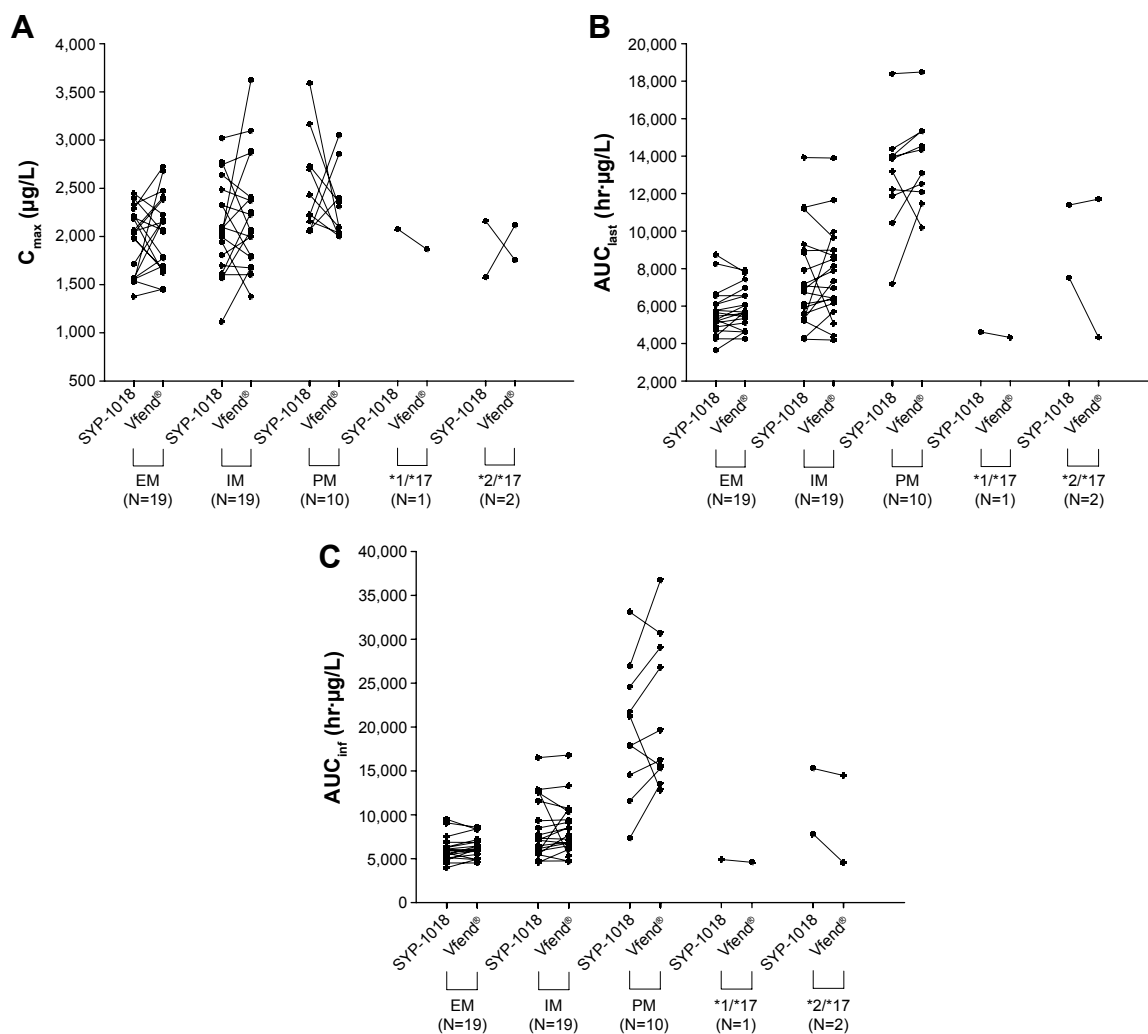 A
C_max (µg/L)
4,000
3,500
3,000
2,500
2,000
1,500
1,000
500
SYP-1018 Vfend® SYP-1018 Vfend® SYP-1018 Vfend® SYP-1018 Vfend® SYP-1018 Vfend®
EM IM PM *1/*17 *2/*17
(N=19) (N=19) (N=10) (N=1) (N=2)
B
AUC_last (hr·µg/L)
20,000
18,000
16,000
14,000
12,000
10,000
8,000
6,000
4,000
2,000
SYP-1018 Vfend® SYP-1018 Vfend® SYP-1018 Vfend® SYP-1018 Vfend® SYP-1018 Vfend®
EM IM PM *1/*17 *2/*17
(N=19) (N=19) (N=10) (N=1) (N=2)
C
AUC_inf (hr·µg/L)
40,000
35,000
30,000
25,000
20,000
15,000
10,000
5,000
0
SYP-1018 Vfend® SYP-1018 Vfend® SYP-1018 Vfend® SYP-1018 Vfend® SYP-1018 Vfend®
EM IM PM *1/*17 *2/*17
(N=19) (N=19) (N=10) (N=1) (N=2)